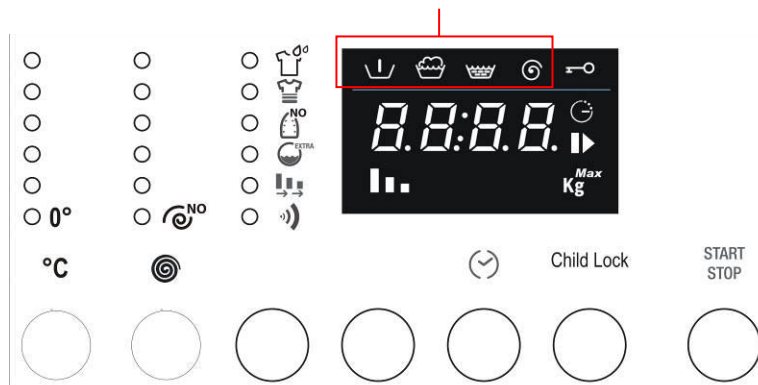 NO
EXTRA
8.8:8.8.
Max
Kg
0°
NO
°C
Child Lock
START
STOP